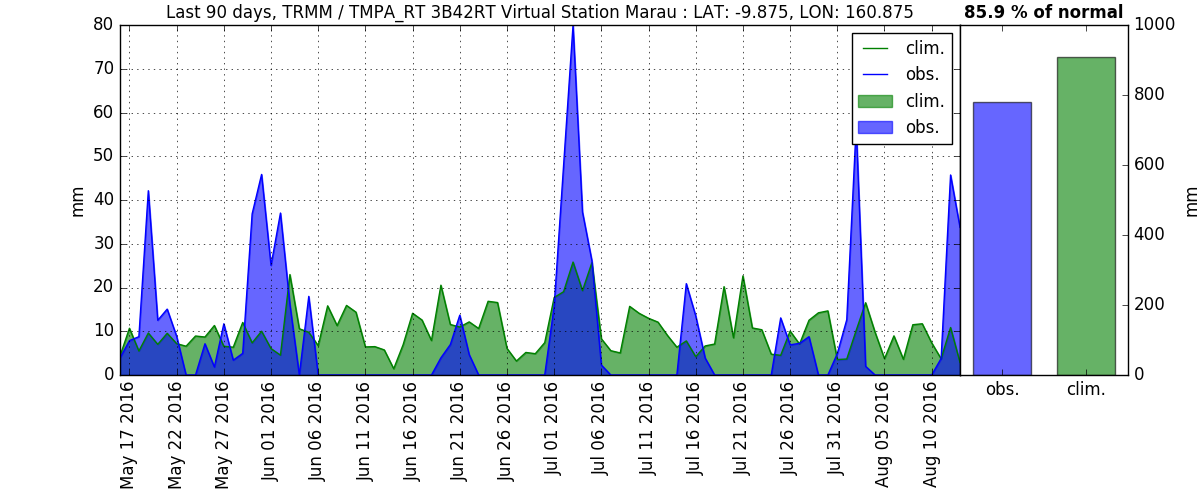 Last 90 days, TRMM / TMPA_RT 3B42RT Virtual Station Marau : LAT: -9.875, LON: 160.875
85.9 % of normal
80
70
60
50
40
30
20
10
0
mm
clim.
obs.
clim.
obs.
May 17 2016
May 22 2016
May 27 2016
Jun 01 2016
Jun 06 2016
Jun 11 2016
Jun 16 2016
Jun 21 2016
Jun 26 2016
Jul 01 2016
Jul 06 2016
Jul 11 2016
Jul 16 2016
Jul 21 2016
Jul 26 2016
Jul 31 2016
Aug 05 2016
Aug 10 2016
1000
800
600
400
200
0
mm
obs.
clim.